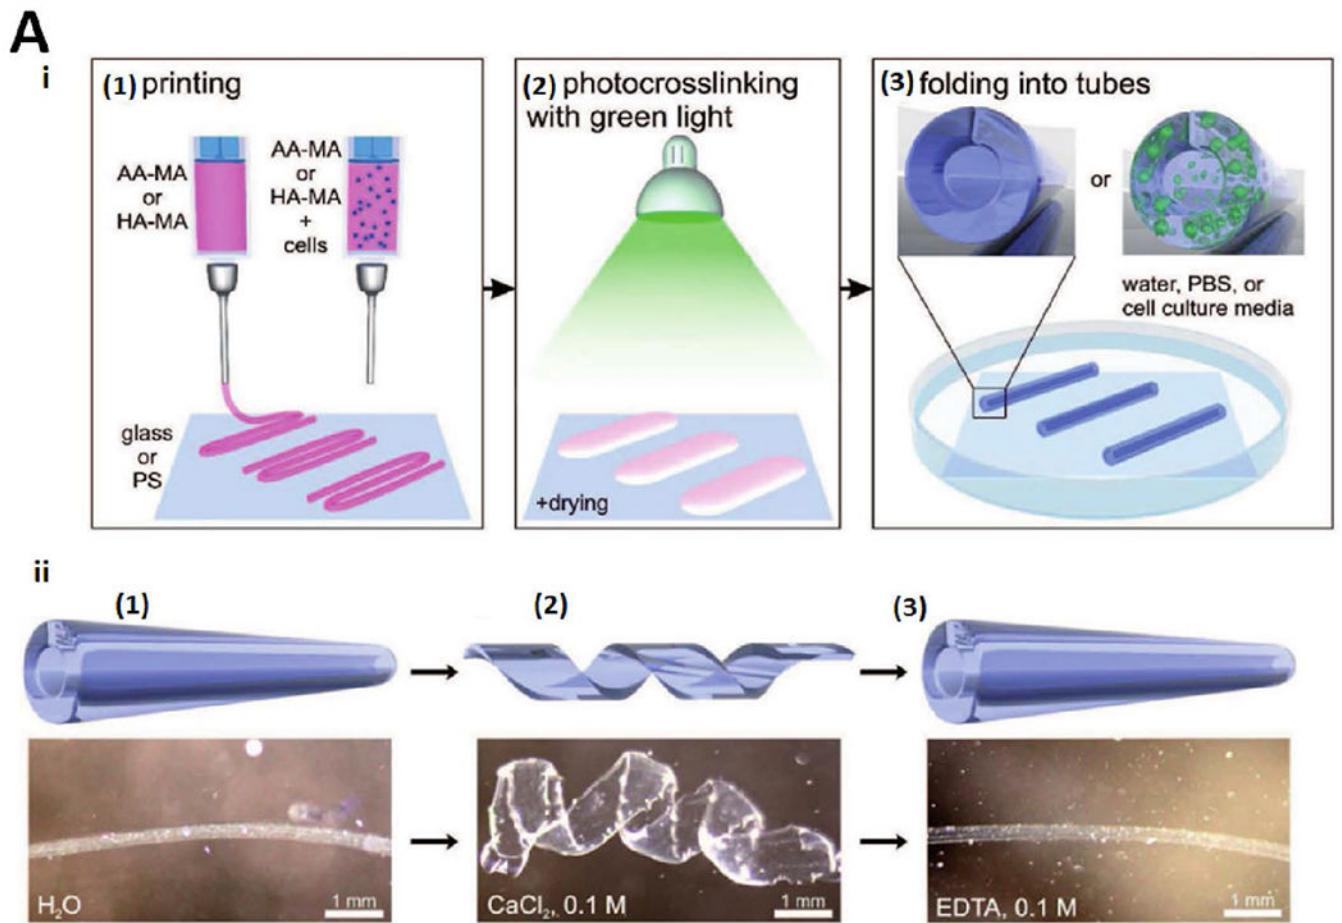 A
i
(1) printing
AA-MA
or
HA-MA
AA-MA
or
HA-MA
+
cells
glass
or
PS
(2) photocrosslinking
with green light
+drying
(3) folding into tubes
or
water, PBS, or
cell culture media
ii
(1)
(2)
(3)
H₂O
1 mm
CaCl₂, 0.1 M
1 mm
EDTA, 0.1 M
1 mm